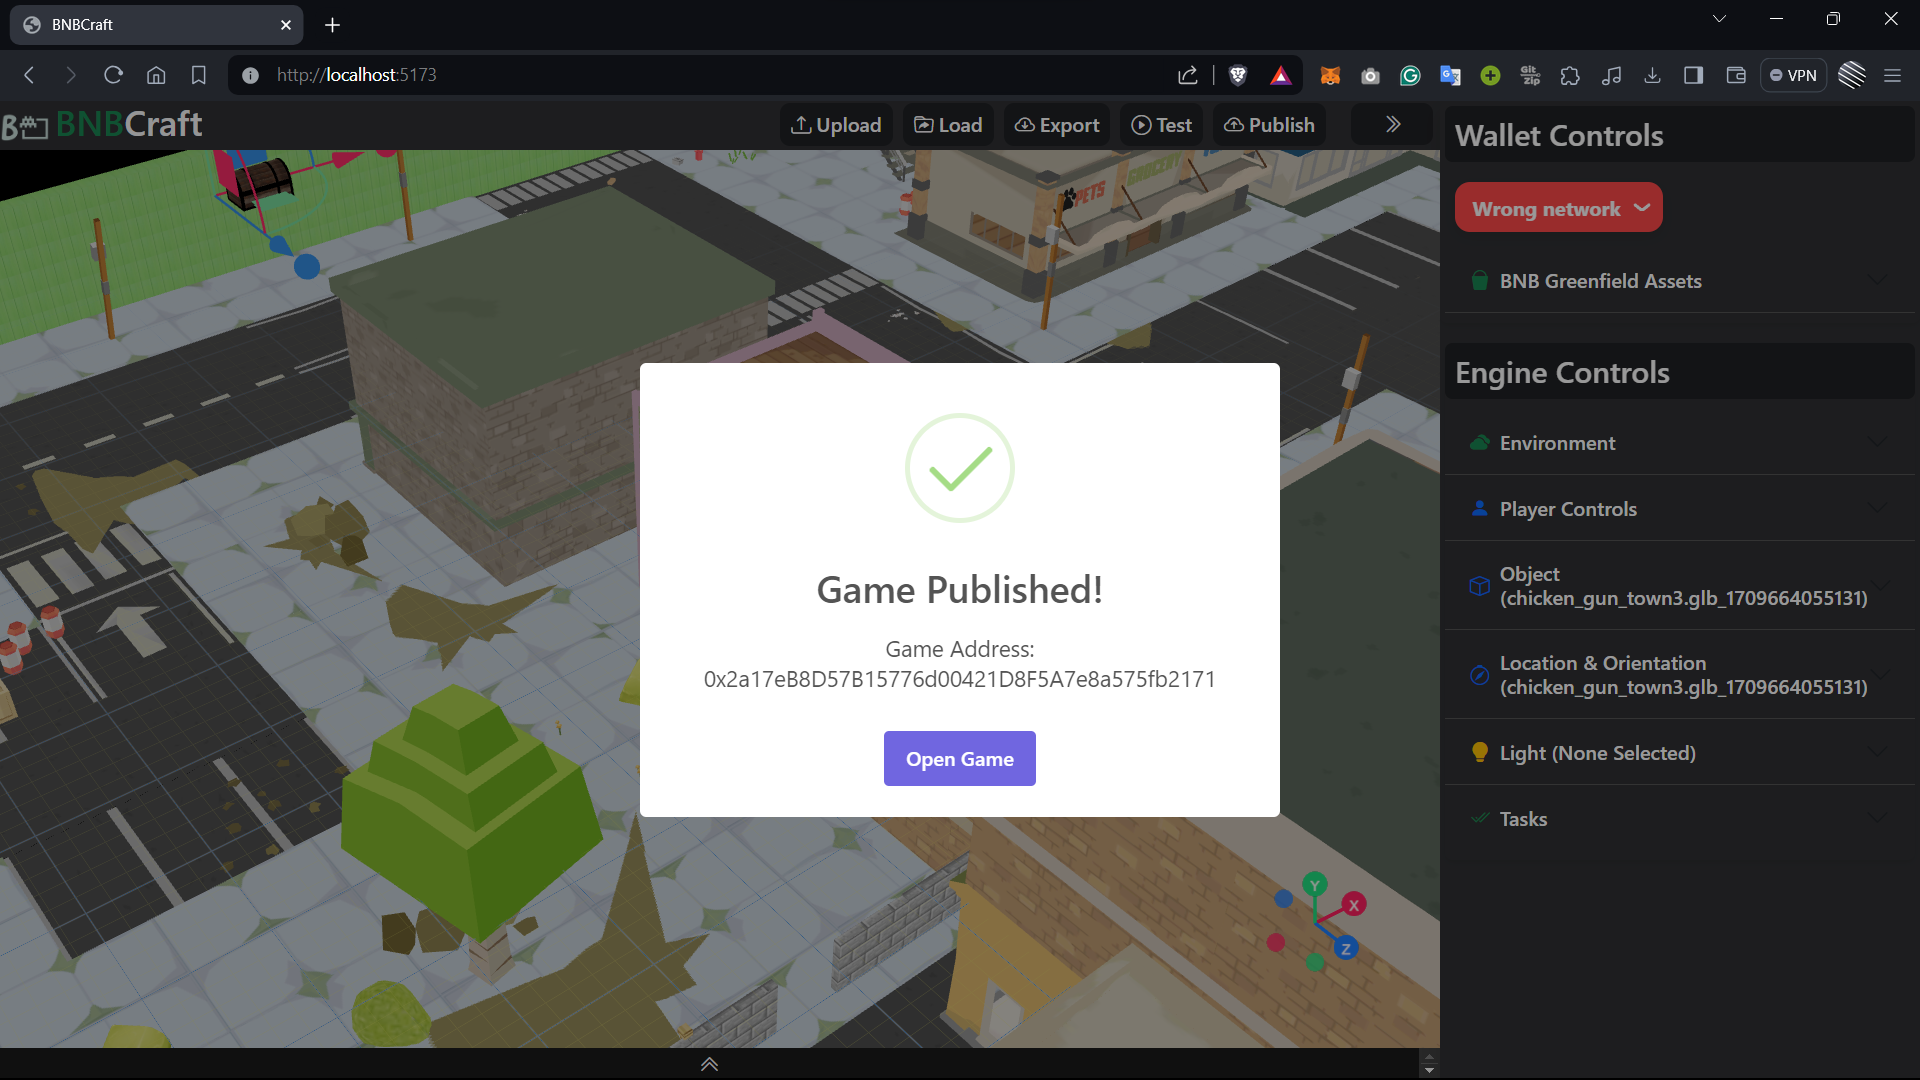 BNBCraft
http://localhost:5173
VPN
BNBCraft
Upload
Load
Export
Test
Publish
Wallet Controls
Wrong network
BNB Greenfield Assets
Engine Controls
Environment
Player Controls
Object
(chicken_gun_town3.glb_1709664055131)
Location & Orientation
(chicken_gun_town3.glb_1709664055131)
Light (None Selected)
Tasks
PETS
GROCERY
Game Published!
Game Address:
0x2a17eB8D57B15776d00421D8F5A7e8a575fb2171
Open Game
Y
X
Z